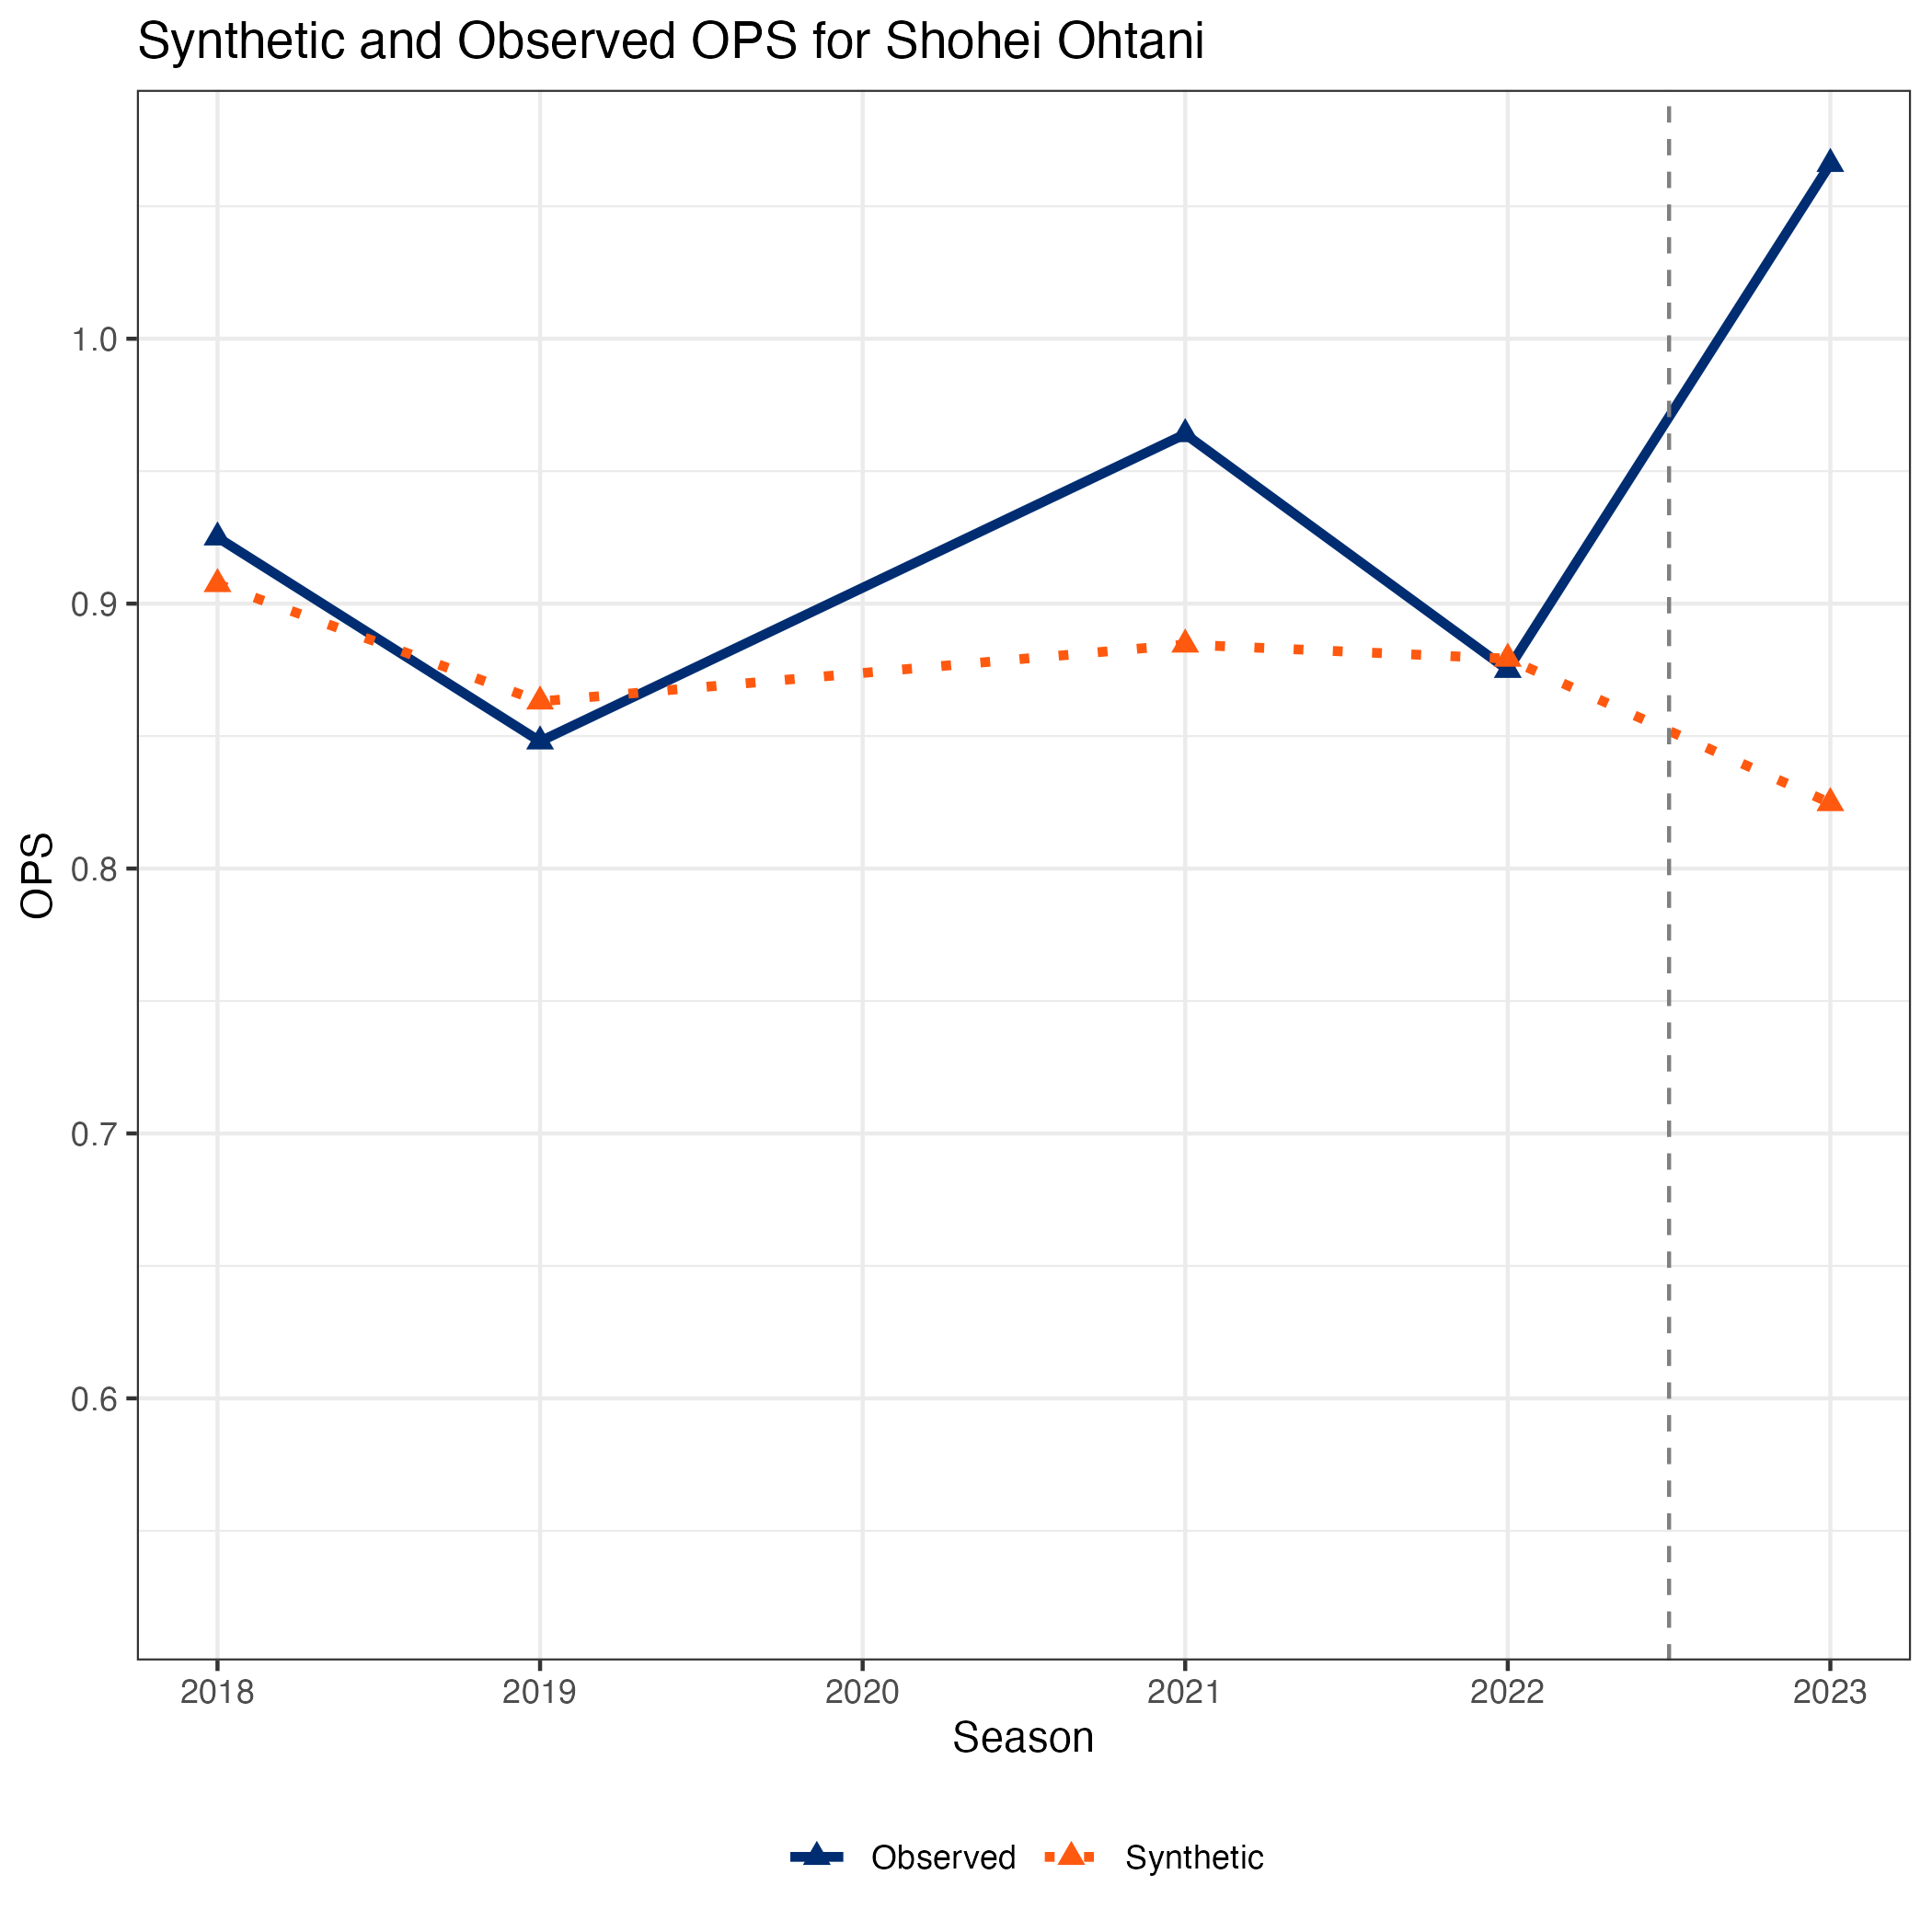 Synthetic and Observed OPS for Shohei Ohtani
1.0
0.9
0.8
0.7
0.6
OPS
2018 2019 2020 2021 2022 2023
Season
Observed Synthetic